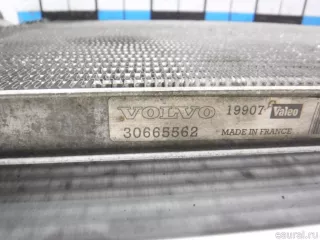 VOLVO 19907 Valeo
30665562 MADE IN FRANCE
esural.ru